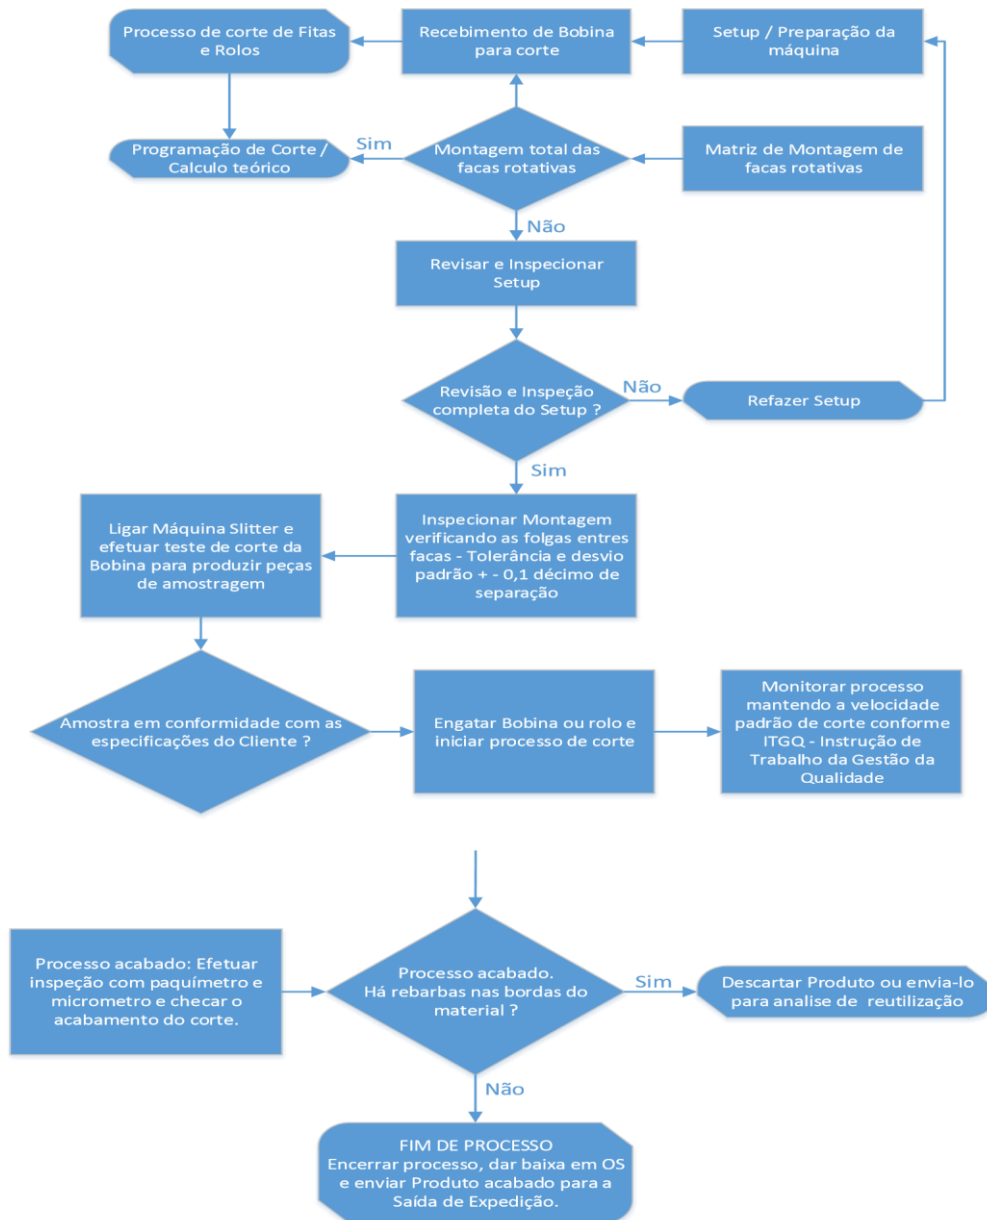 Processo de corte de Fitas
e Rolos
Recebimento de Bobina
para corte
Setup / Preparação da
máquina
Programação de Corte /
Calculo teórico
Sim
Montagem total das
facas rotativas
Matriz de Montagem de
facas rotativas
Não
Revisar e Inspecionar
Setup
Revisão e Inspeção
completa do Setup ?
Não
Refazer Setup
Sim
Ligar Máquina Slitter e
efetuar teste de corte da
Bobina para produzir peças
de amostragem
Inspecionar Montagem
verificando as folgas entres
facas - Tolerância e desvio
padrão + - 0,1 décimo de
separação
Amostra em conformidade com as
especificações do Cliente ?
Engatar Bobina ou rolo e
iniciar processo de corte
Monitorar processo
mantendo a velocidade
padrão de corte conforme
ITGQ - Instrução de
Trabalho da Gestão da
Qualidade
Processo acabado: Efetuar
inspeção com paquímetro e
micrometro e checar o
acabamento do corte.
Processo acabado.
Há rebarbas nas bordas do
material ?
Sim
Descartar Produto ou envia-lo
para analise de reutilização
Não
FIM DE PROCESSO
Encerrar processo, dar baixa em OS
e enviar Produto acabado para a
Saída de Expedição.